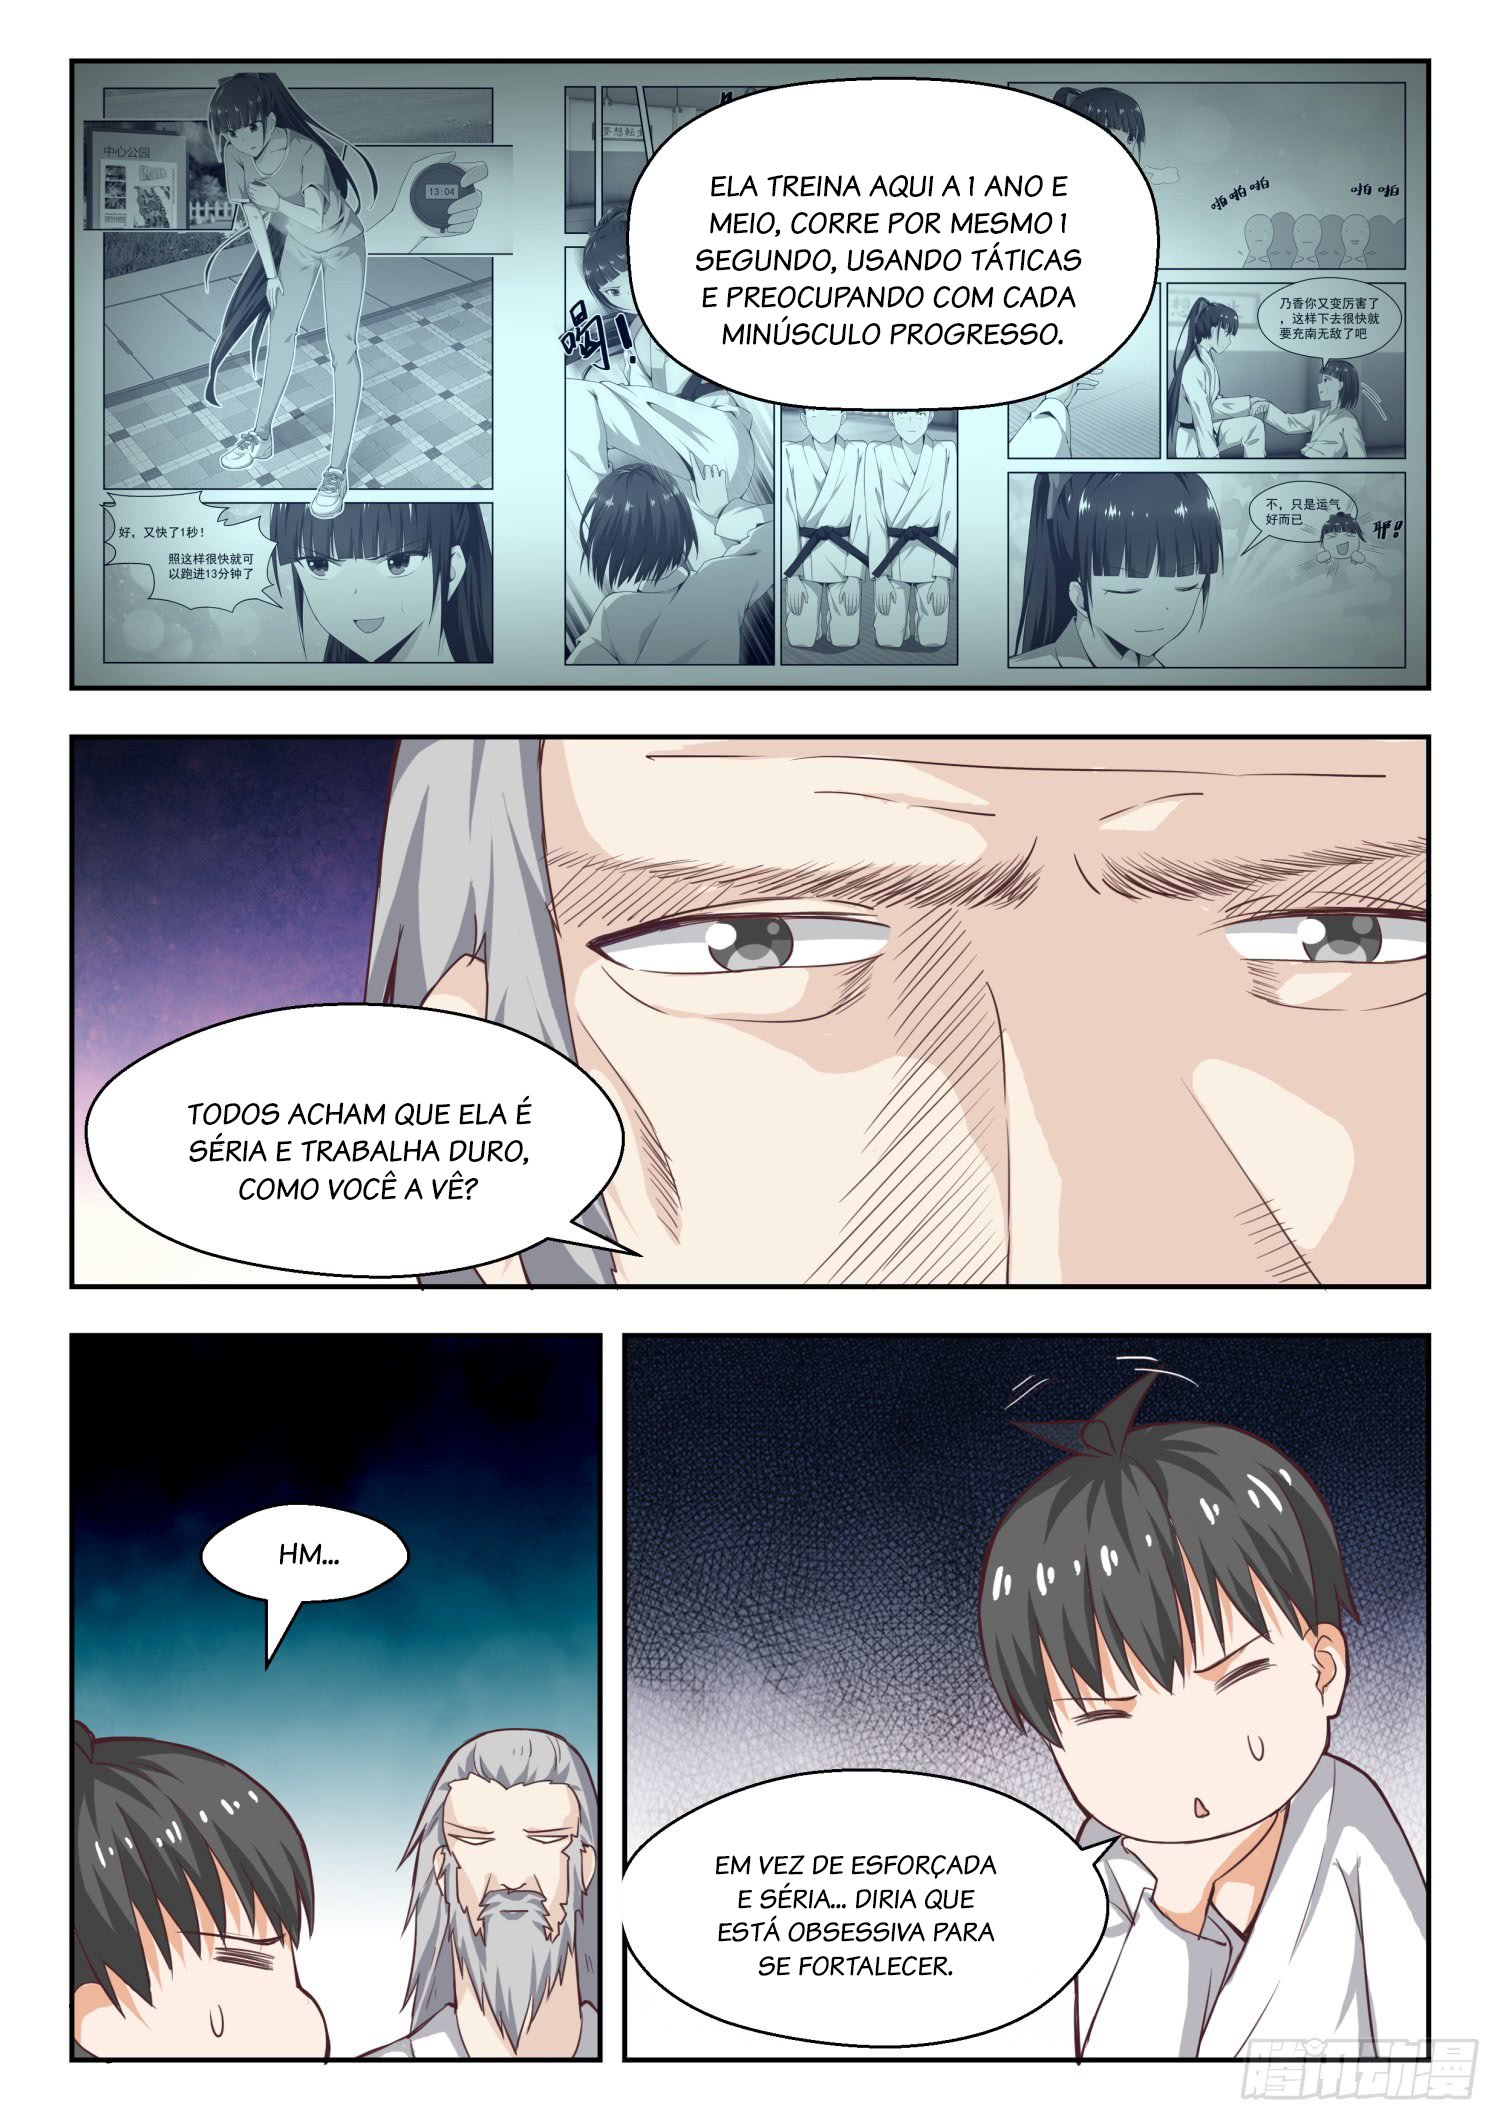 中心公园
13:04
夢想転生
ELA TREINA AQUI A 1 ANO E
MEIO, CORRE POR MESMO 1
SEGUNDO, USANDO TÁTICAS
E PREOCUPANDO COM CADA
MINÚSCULO PROGRESSO.
啪啪啪
啪啪
喝!
乃香你又变厉害了
，这样下去很快就
要充南无敌了吧
好，又快了1秒!
照这样很快就可
以跑进13分钟了
不，只是运气
好而已
耶!
TODOS ACHAM QUE ELA É
SÉRIA E TRABALHA DURO,
COMO VOCÊ A VÊ?
HM...
EM VEZ DE ESFORÇADA
E SÉRIA... DIRIA QUE
ESTÁ OBSESSIVA PARA
SE FORTALECER.
腾讯动漫